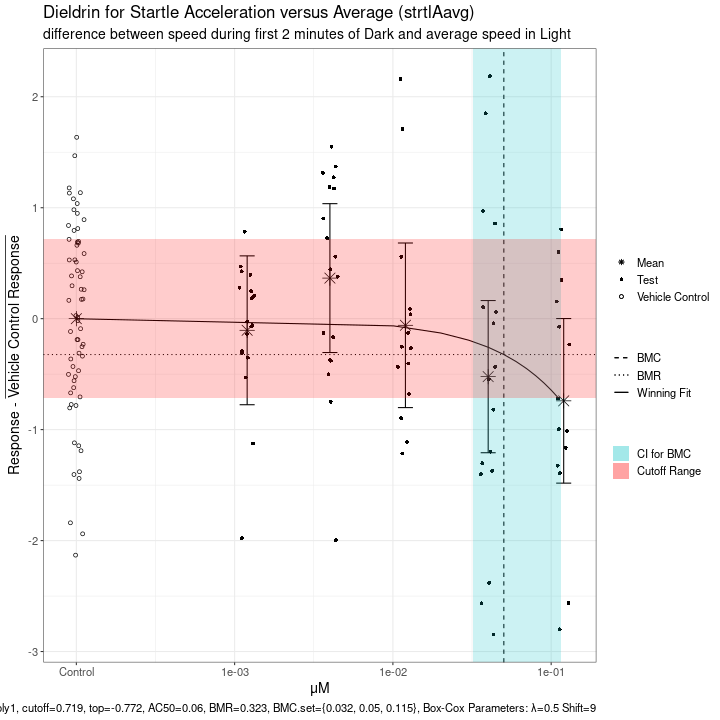 Dieldrin for Startle Acceleration versus Average (strtlAavg)
difference between speed during first 2 minutes of Dark and average speed in Light
Response - Vehicle Control Response
2
1
0
-1
-2
-3
Control
1e-03
1e-02
1e-01
μM
Mean
Test
Vehicle Control
BMC
BMR
Winning Fit
CI for BMC
Cutoff Range
cutoff=0.719, top=-0.772, AC50=0.06, BMR=0.323, BMC.set={0.032, 0.05, 0.115}, Box-Cox Parameters: λ=0.5 Shift=9